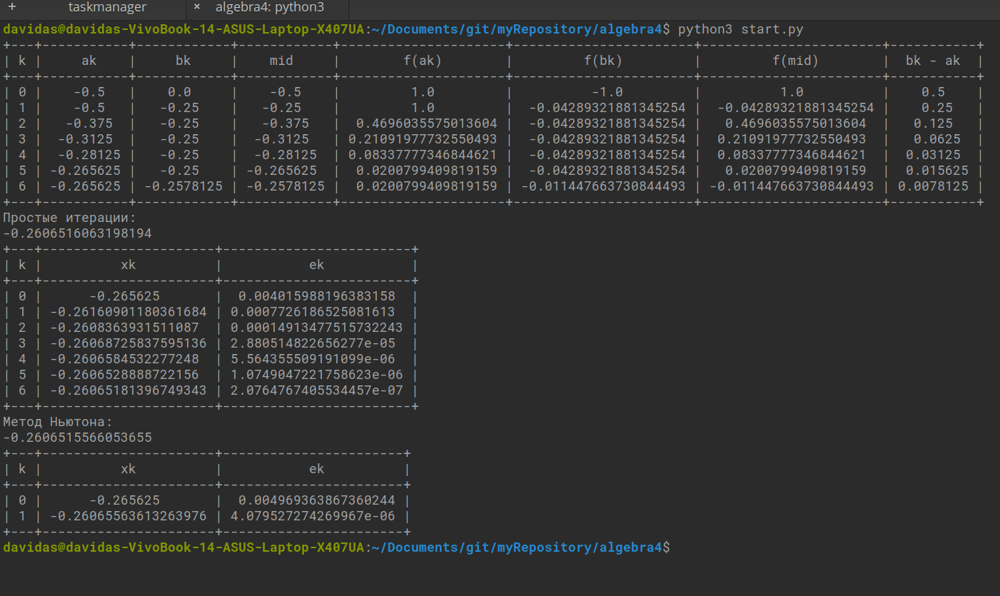 + taskmanager × algebra4: python3
davidas@davidas-VivoBook-14-ASUS-Laptop-X407UA:~/Documents/git/myRepository/algebra4$ python3 start.py
+---+-----------+------------+------------+----------------------+-----------------------+-----------------------+-----------+
| k | ak | bk | mid | f(ak) | f(bk) | f(mid) | bk - ak |
+---+-----------+------------+------------+----------------------+-----------------------+-----------------------+-----------+
| 0 | -0.5 | 0.0 | -0.5 | 1.0 | -1.0 | 1.0 | 0.5 |
| 1 | -0.5 | -0.25 | -0.25 | 1.0 | -0.04289321881345254 | -0.04289321881345254 | 0.25 |
| 2 | -0.375 | -0.25 | -0.375 | 0.4696035575013604 | -0.04289321881345254 | 0.4696035575013604 | 0.125 |
| 3 | -0.3125 | -0.25 | -0.3125 | 0.21091977732550493 | -0.04289321881345254 | 0.21091977732550493 | 0.0625 |
| 4 | -0.28125 | -0.25 | -0.28125 | 0.08337777346844621 | -0.04289321881345254 | 0.08337777346844621 | 0.03125 |
| 5 | -0.265625 | -0.25 | -0.265625 | 0.0200799409819159 | -0.04289321881345254 | 0.0200799409819159 | 0.015625 |
| 6 | -0.265625 | -0.2578125 | -0.2578125 | 0.0200799409819159 | -0.011447663730844493 | -0.011447663730844493 | 0.0078125 |
+---+-----------+------------+------------+----------------------+-----------------------+-----------------------+-----------+
Простые итерации:
-0.2606516063198194
+---+----------------------+------------------------+
| k | xk | ek |
+---+----------------------+------------------------+
| 0 | -0.265625 | 0.004015988196383158 |
| 1 | -0.26160901180361684 | 0.0007726186525081613 |
| 2 | -0.2608363931511087 | 0.00014913477515732243 |
| 3 | -0.26068725837595136 | 2.880514822656277e-05 |
| 4 | -0.2606584532277248 | 5.564355509191099e-06 |
| 5 | -0.2606528888722156 | 1.0749047221758623e-06 |
| 6 | -0.26065181396749343 | 2.0764767405534457e-07 |
+---+----------------------+------------------------+
Метод Ньютона:
-0.2606515566053655
+---+----------------------+-----------------------+
| k | xk | ek |
+---+----------------------+-----------------------+
| 0 | -0.265625 | 0.004969363867360244 |
| 1 | -0.26065563613263976 | 4.079527274269967e-06 |
+---+----------------------+-----------------------+
davidas@davidas-VivoBook-14-ASUS-Laptop-X407UA:~/Documents/git/myRepository/algebra4$